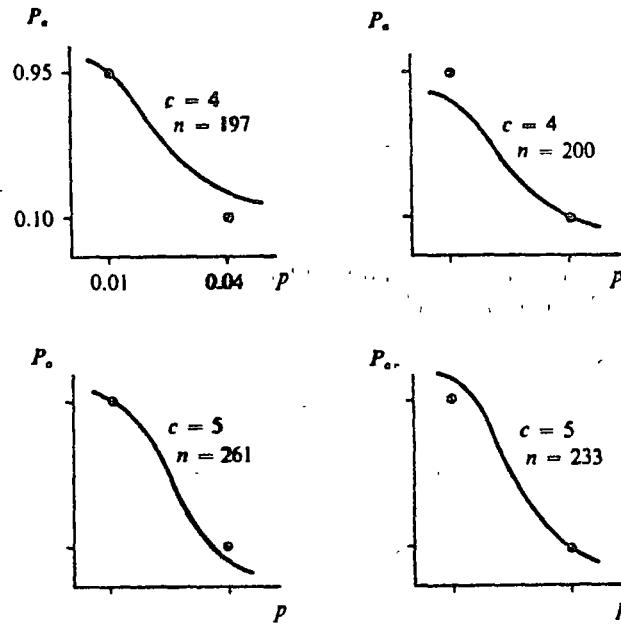 Pa
Pa
0.95
c = 4
n = 197
c = 4
n = 200
0.10
0.01
0.04
p
p
Pa
Pa
c = 5
n = 261
c = 5
n = 233
p